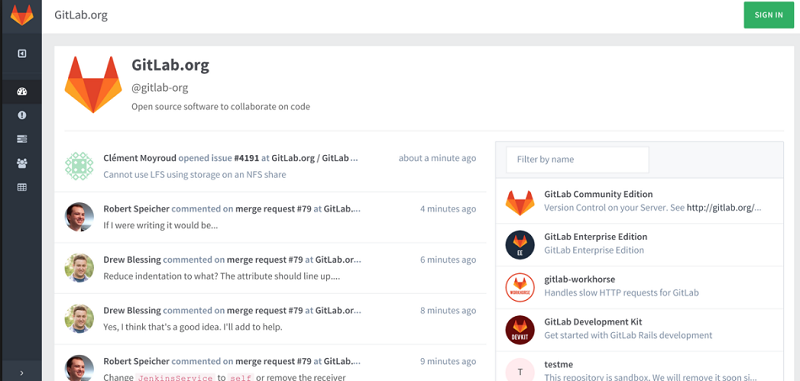 GitLab.org
SIGN IN
GitLab.org
@gitlab-org
Open source software to collaborate on code
Clément Moyroud opened issue #4191 at GitLab.org / GitLab ...
about a minute ago
Cannot use LFS using storage on an NFS share
Robert Speicher commented on merge request #79 at GitLab....
4 minutes ago
If I were writing it would be...
Drew Blessing commented on merge request #79 at GitLab.or...
6 minutes ago
Reduce indentation to what? The attribute should line up....
Drew Blessing commented on merge request #79 at GitLab.or...
8 minutes ago
Yes, I think that's a good idea. I'll add to help.
Robert Speicher commented on merge request #79 at GitLab....
9 minutes ago
Change JenkinsService to self or remove the receiver
Filter by name
GitLab Community Edition
Version Control on your Server. See http://gitlab.org/...
EE
GitLab Enterprise Edition
GitLab Enterprise Edition
WORKHORSE
gitlab-workhorse
Handles slow HTTP requests for GitLab
DEVKIT
GitLab Development Kit
Get started with GitLab Rails development
T
testme
This repository is sandbox. We will remove it soon si...